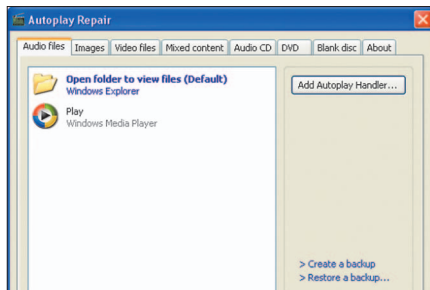 Autoplay Repair
Audio files Images Video files Mixed content Audio CD DVD Blank disc About
Open folder to view files (Default)
Windows Explorer
Play
Windows Media Player
Add Autoplay Handler...
> Create a backup
> Restore a backup...